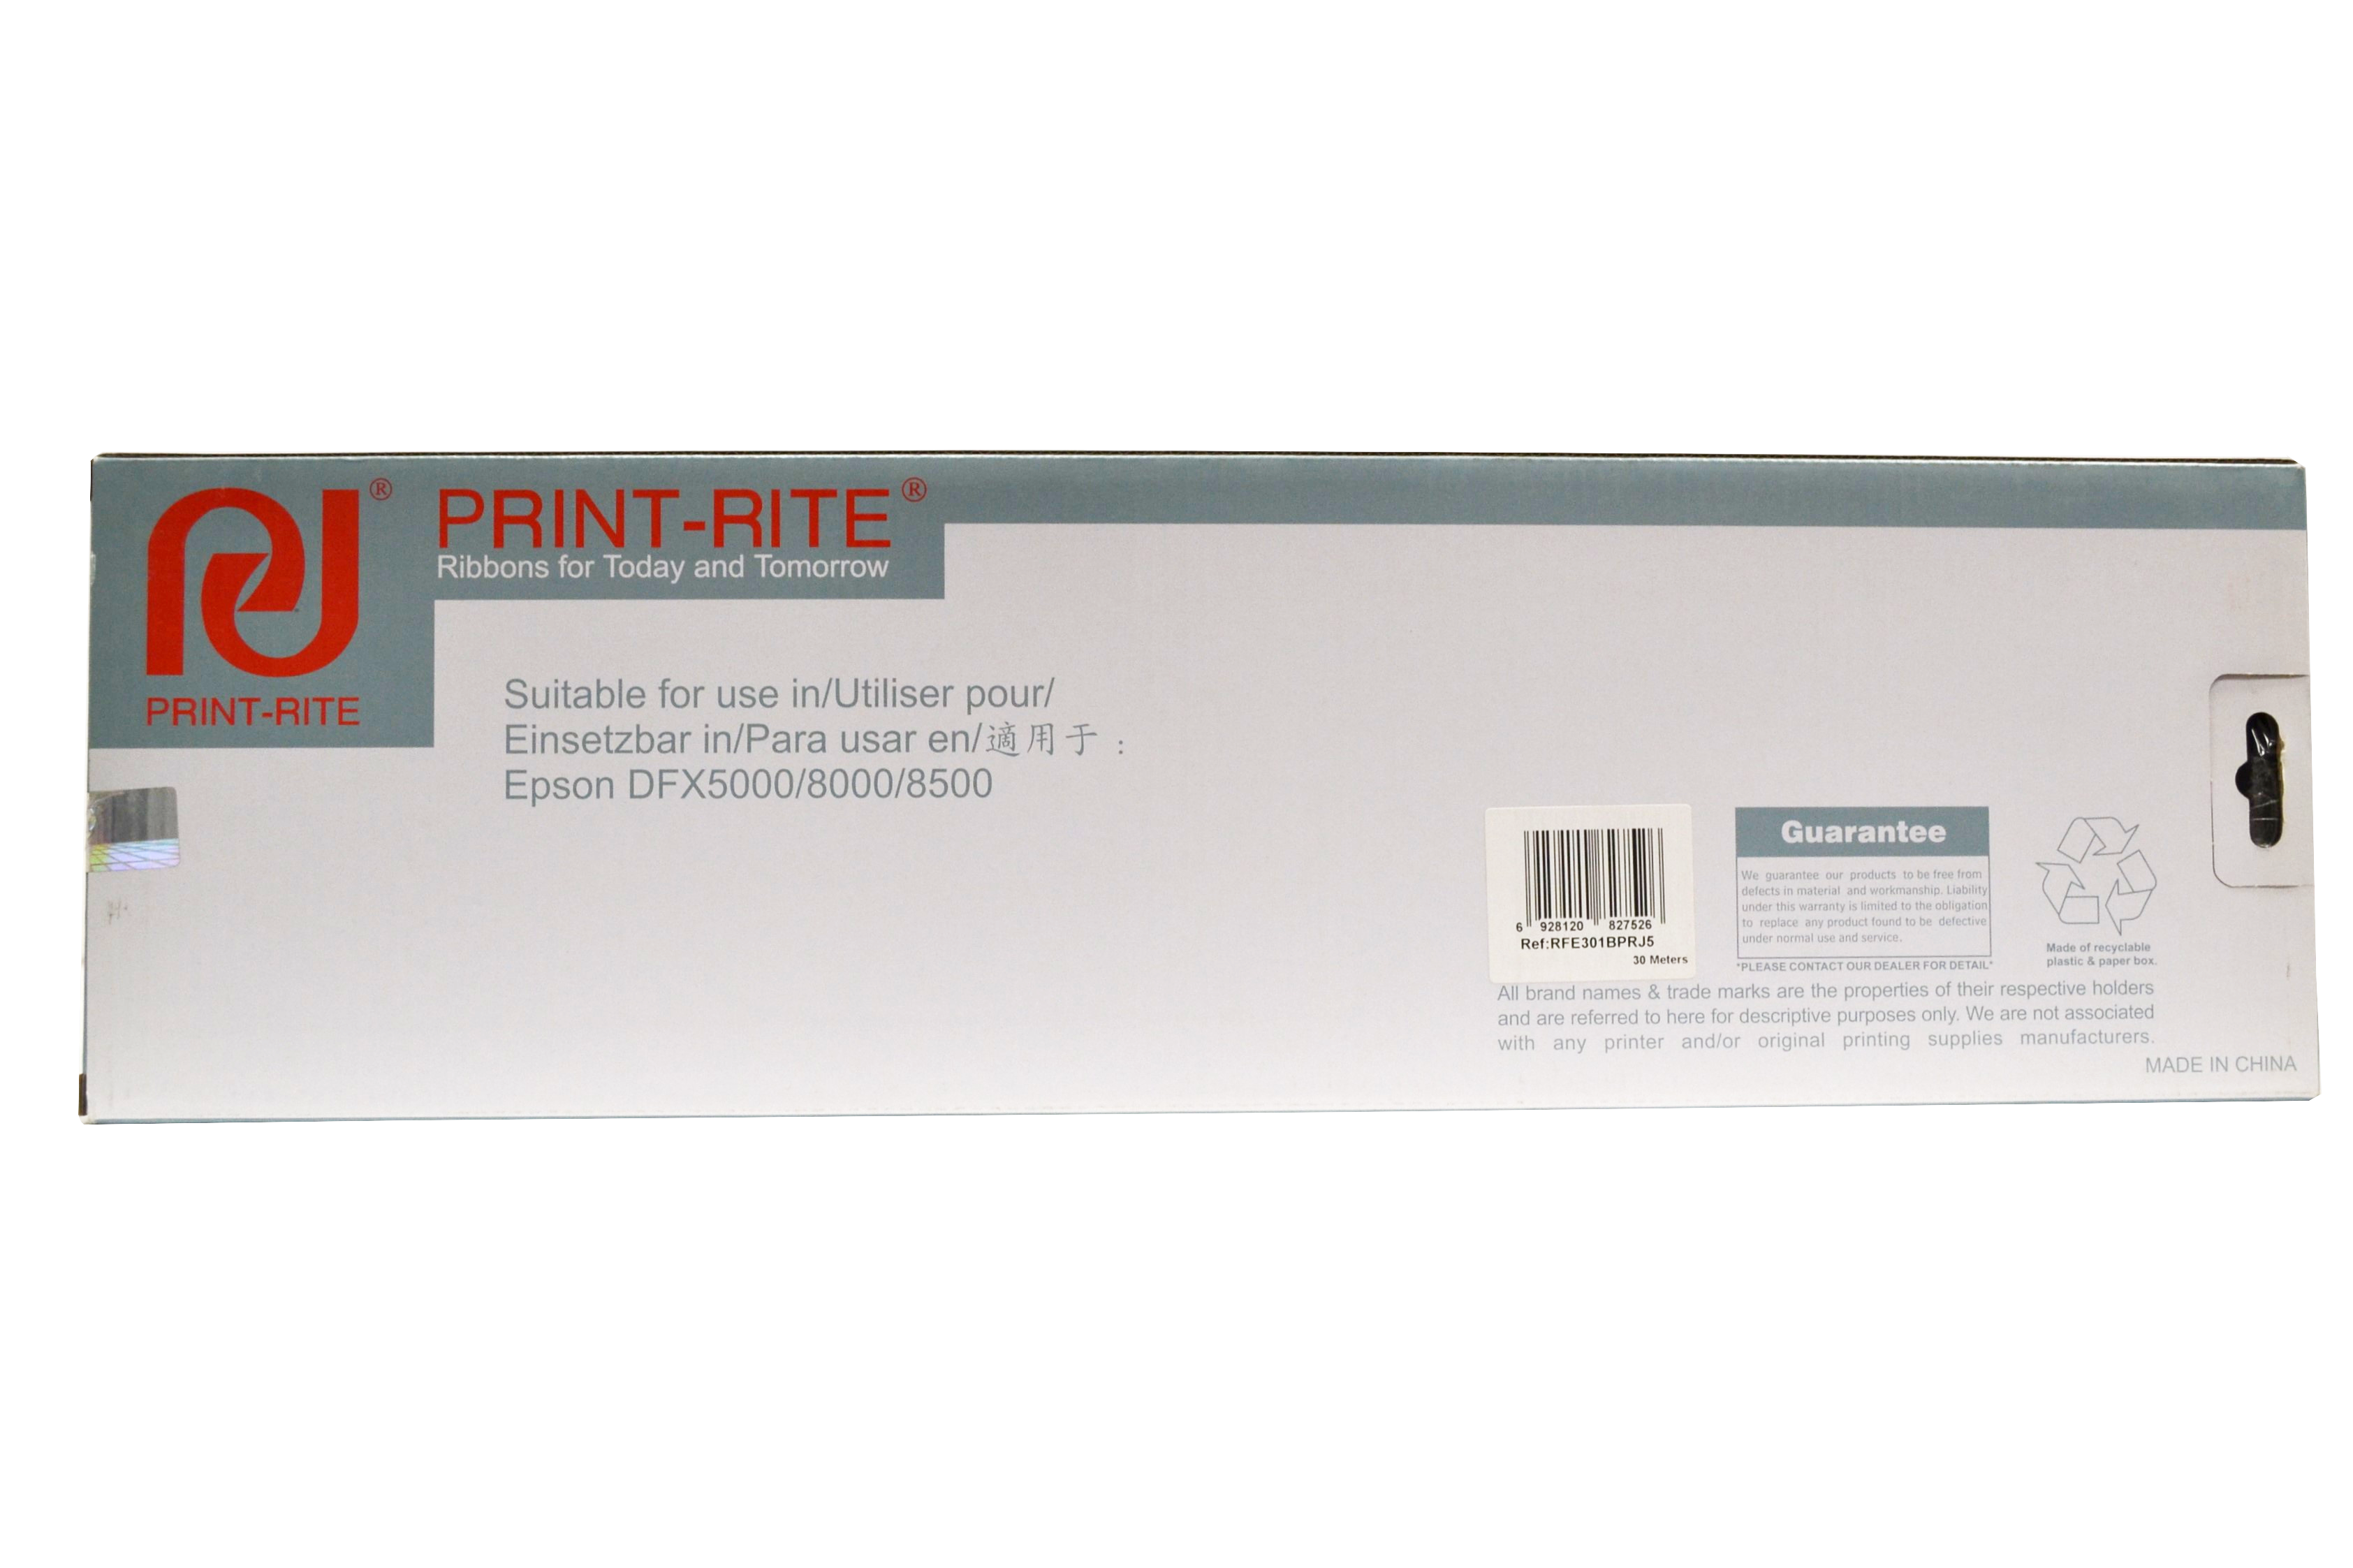 ®
PRINT-RITE
PRINT-RITE®
Ribbons for Today and Tomorrow
Suitable for use in/Utiliser pour/
Einsetzbar in/Para usar en/適用于：
Epson DFX5000/8000/8500
6 928120 827526
Ref:RFE301BPRJ5
30 Meters
Guarantee
We guarantee our products to be free from
defects in material and workmanship. Liability
under this warranty is limited to the obligation
to replace any product found to be defective
under normal use and service.
*PLEASE CONTACT OUR DEALER FOR DETAIL*
Made of recyclable
plastic & paper box.
All brand names & trade marks are the properties of their respective holders
and are referred to here for descriptive purposes only. We are not associated
with any printer and/or original printing supplies manufacturers.
MADE IN CHINA